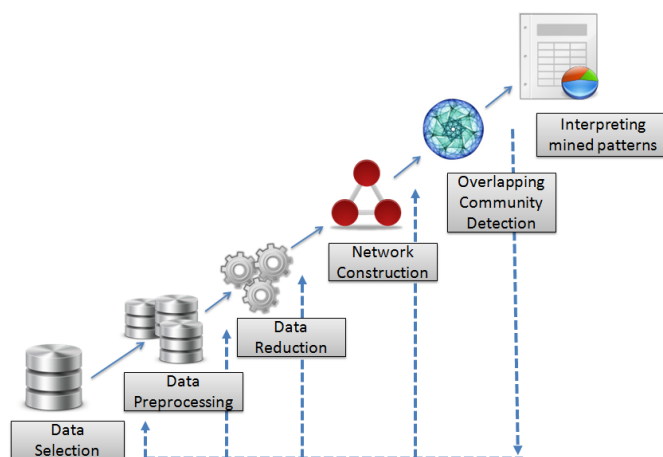 Data
Selection
Data
Preprocessing
Data
Reduction
Network
Construction
Overlapping
Community
Detection
Interpreting
mined patterns